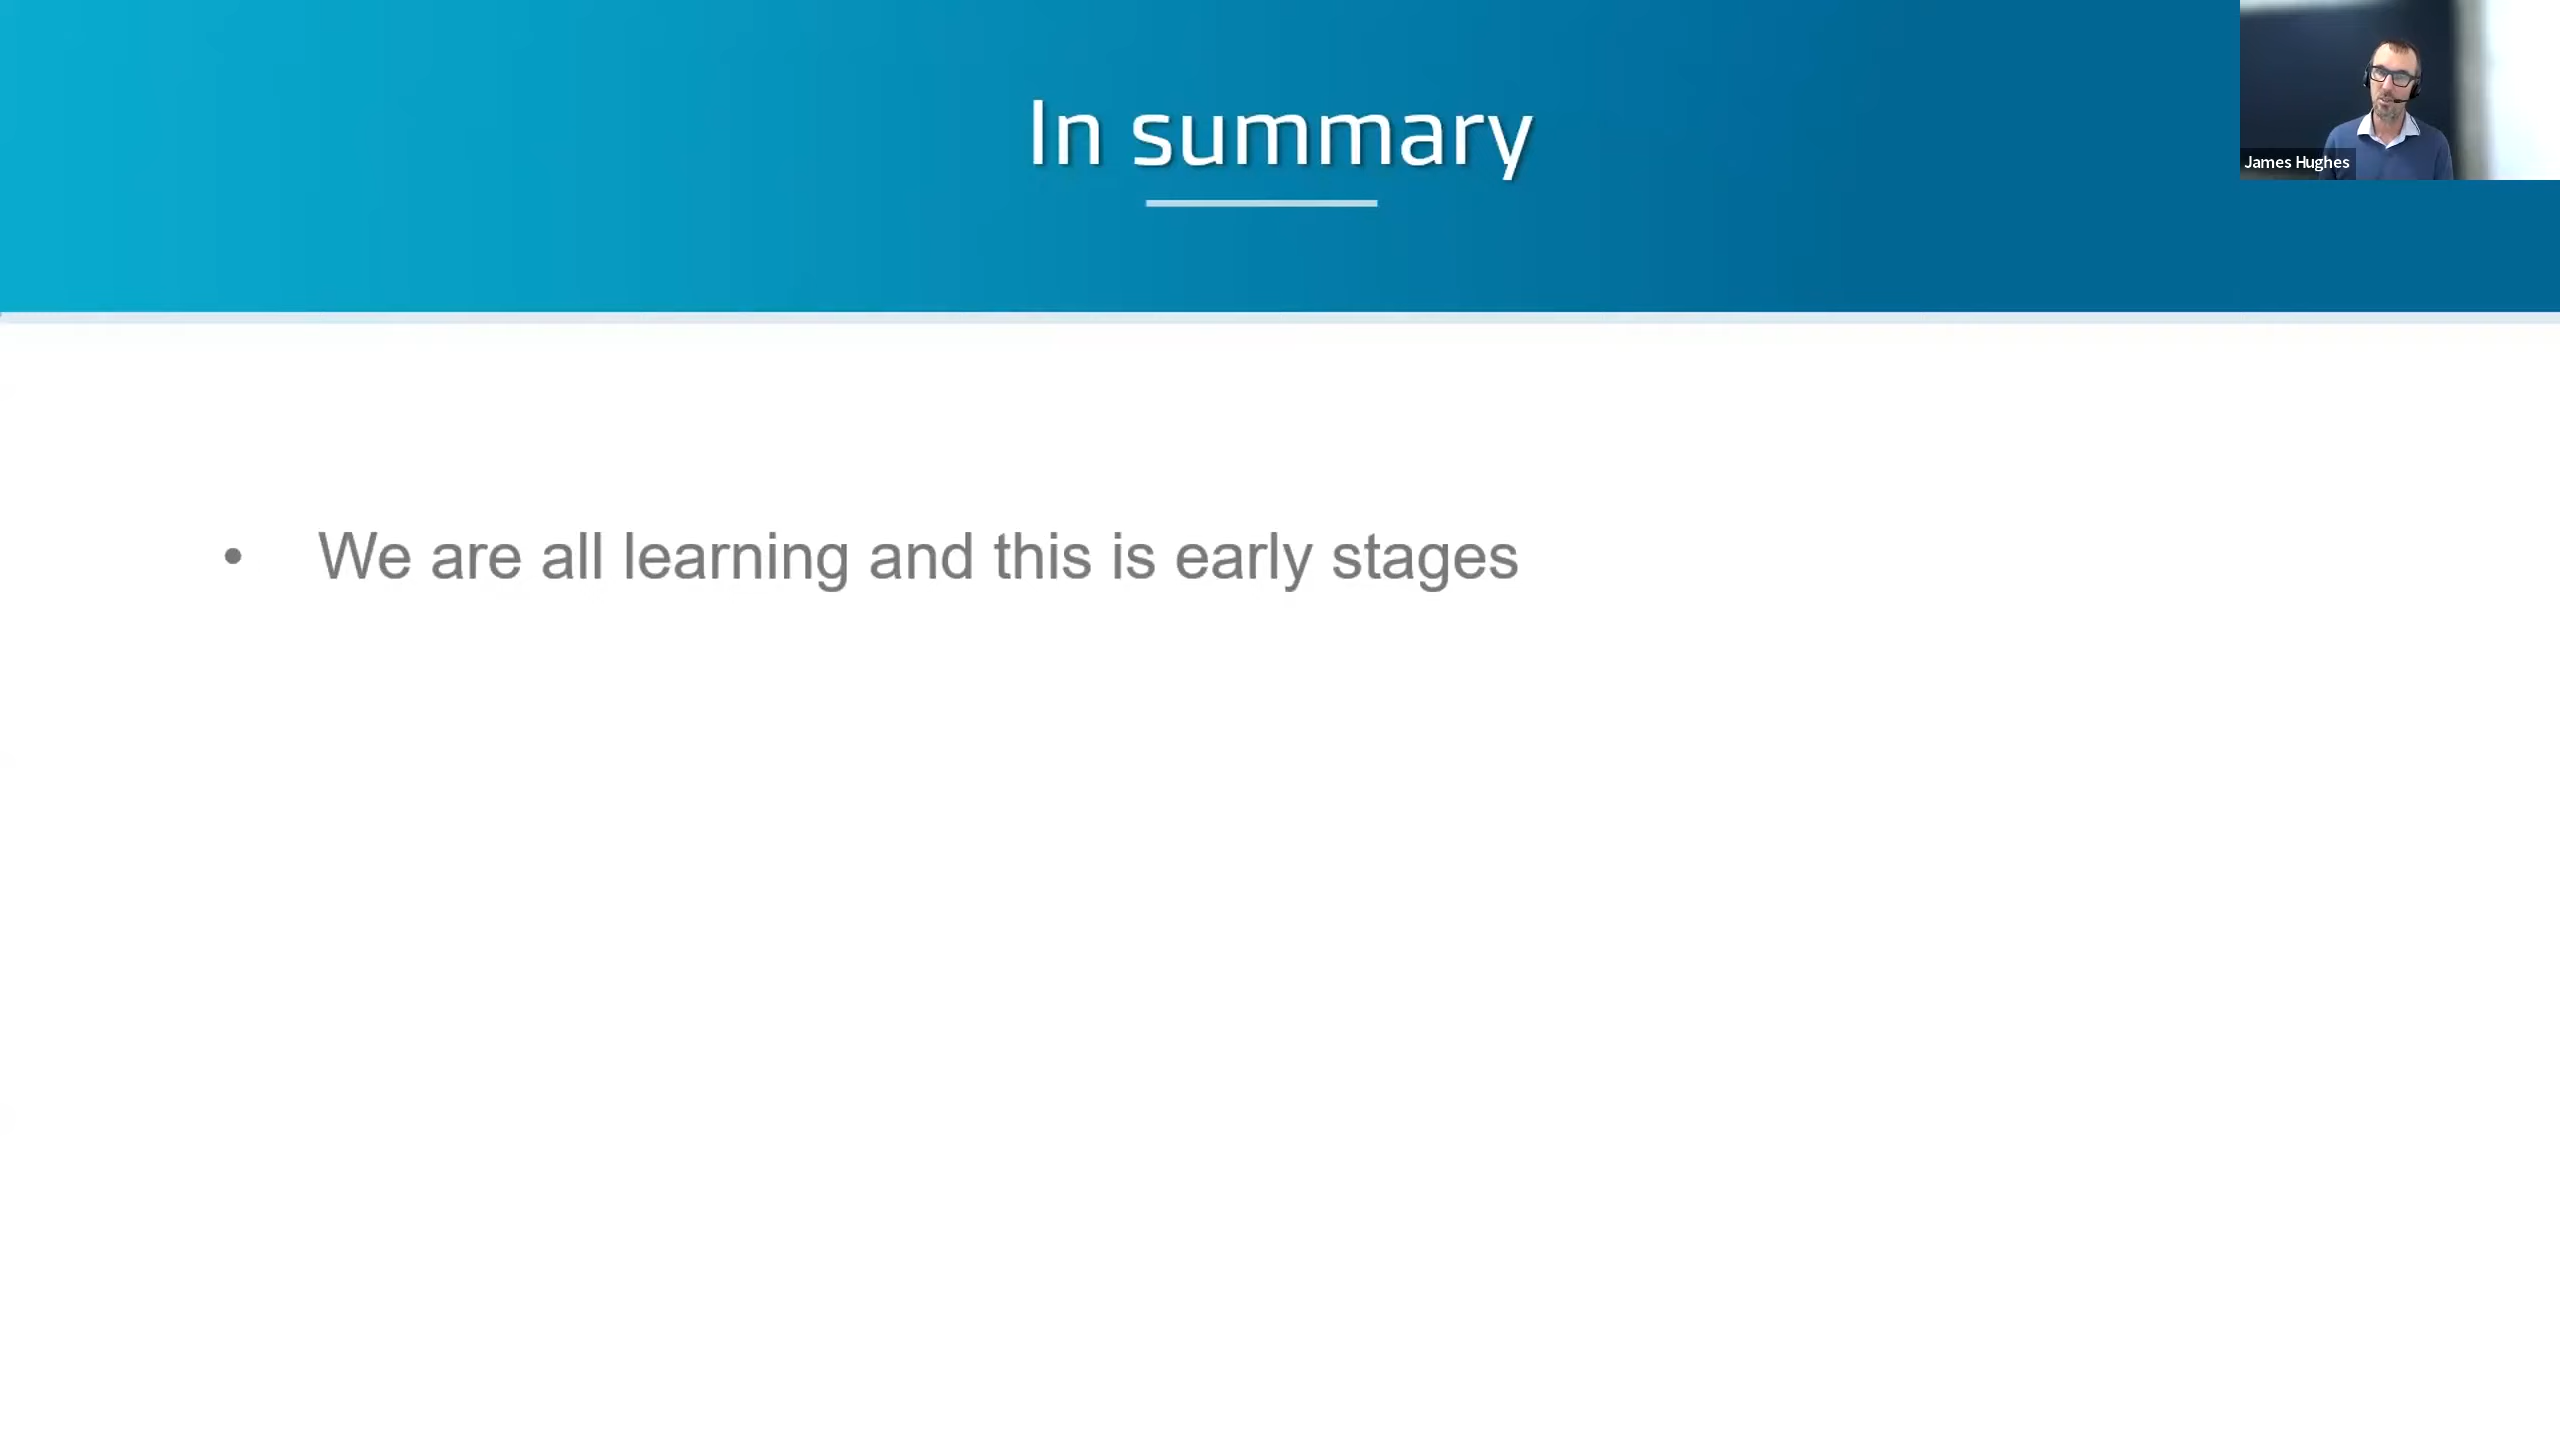 In summary
James Hughes
• We are all learning and this is early stages